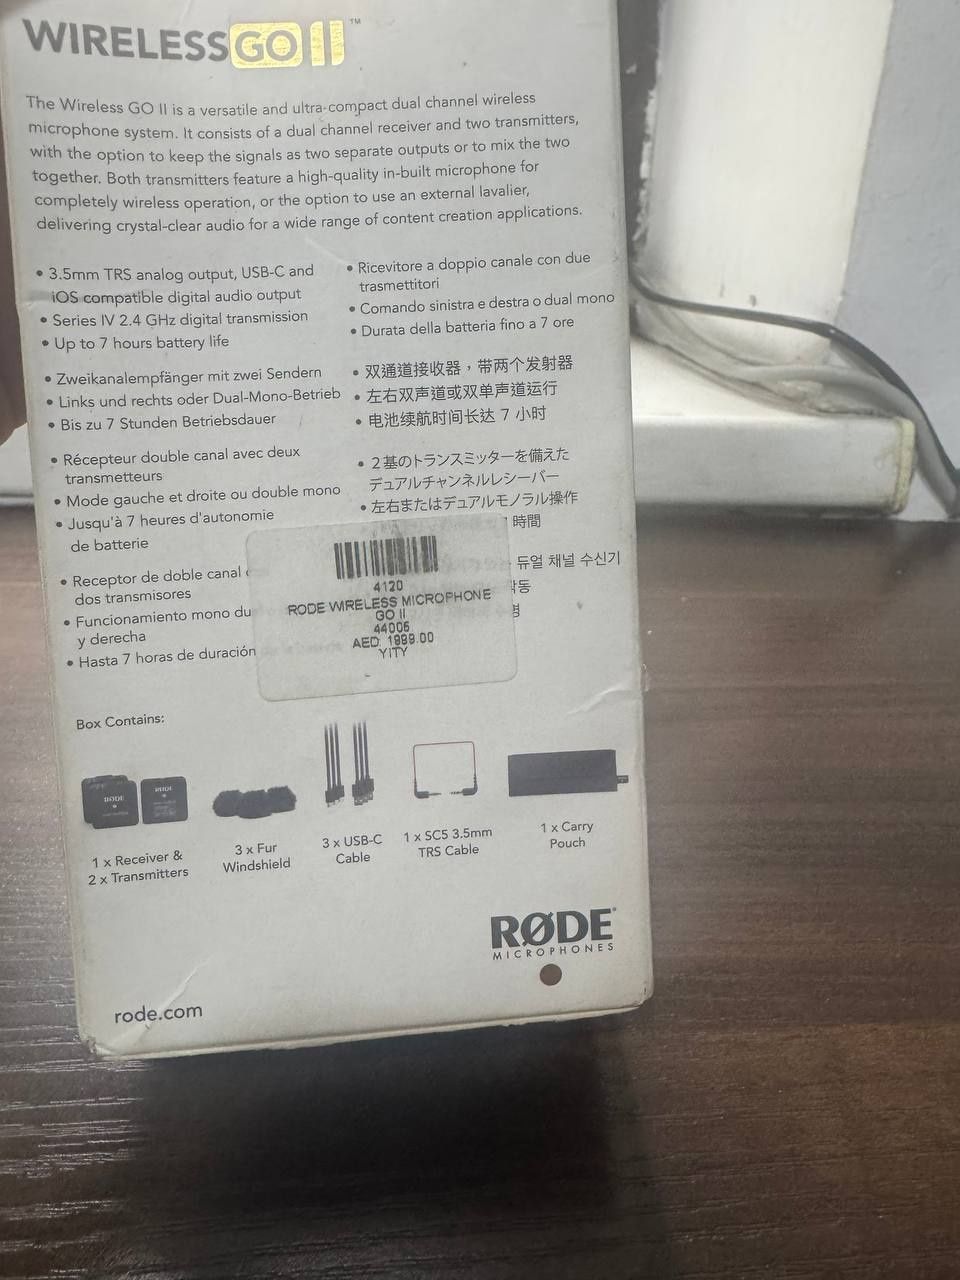 WIRELESS GO II™
The Wireless GO II is a versatile and ultra-compact dual channel wireless
microphone system. It consists of a dual channel receiver and two transmitters,
with the option to keep the signals as two separate outputs or to mix the two
together. Both transmitters feature a high-quality in-built microphone for
completely wireless operation, or the option to use an external lavalier,
delivering crystal-clear audio for a wide range of content creation applications.
• 3.5mm TRS analog output, USB-C and
iOS compatible digital audio output
• Series IV 2.4 GHz digital transmission
• Up to 7 hours battery life
• Zweikanalempfänger mit zwei Sendern
• Links und rechts oder Dual-Mono-Betrieb
• Bis zu 7 Stunden Betriebsdauer
• Récepteur double canal avec deux
transmetteurs
• Mode gauche et droite ou double mono
• Jusqu'à 7 heures d'autonomie
de batterie
• Receptor de doble canal
dos transmisores
• Funcionamiento mono du
y derecha
• Hasta 7 horas de duración
• Ricevitore a doppio canale con due
trasmettitori
• Comando sinistra e destra o dual mono
• Durata della batteria fino a 7 ore
• 双通道接收器，带两个发射器
• 左右双声道或双单声道运行
• 电池续航时间长达 7 小时
• 2基のトランスミッターを備えた
デュアルチャンネルレシーバー
• 左右またはデュアルモノラル操作
時間
듀얼 채널 수신기
작동
4120
RODE WIRELESS MICROPHONE
GO II
44005
AED. 1999.00
YITY
Box Contains:
RØDE
RØDE
1 x Receiver &
2 x Transmitters
3 x Fur
Windshield
3 x USB-C
Cable
1 x SC5 3.5mm
TRS Cable
1 x Carry
Pouch
RØDE
MICROPHONES
rode.com